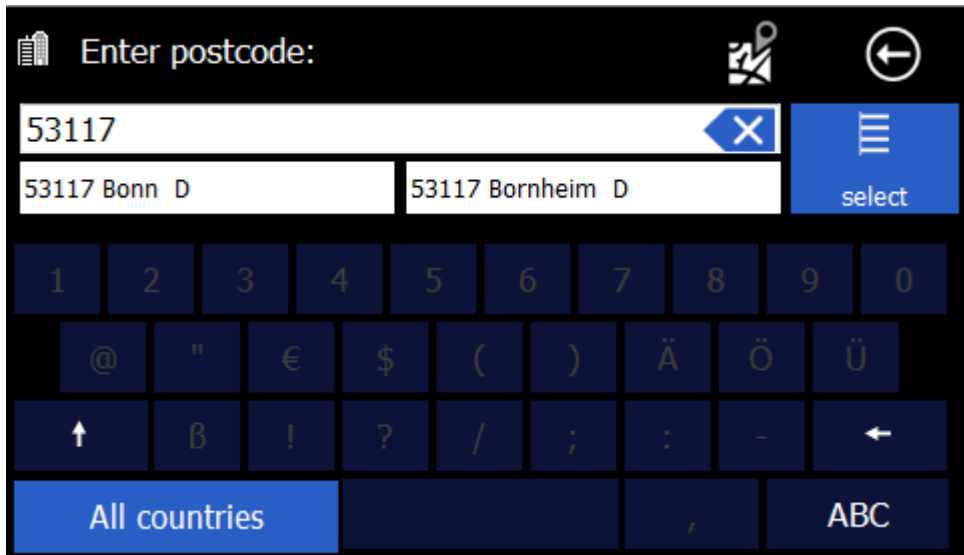 Enter postcode:
53117
53117 Bonn D
53117 Bornheim D
select
1 2 3 4 5 6 7 8 9 0
@ " € $ ( ) Ä Ö Ü
ß ! ? / ; : -
All countries , ABC